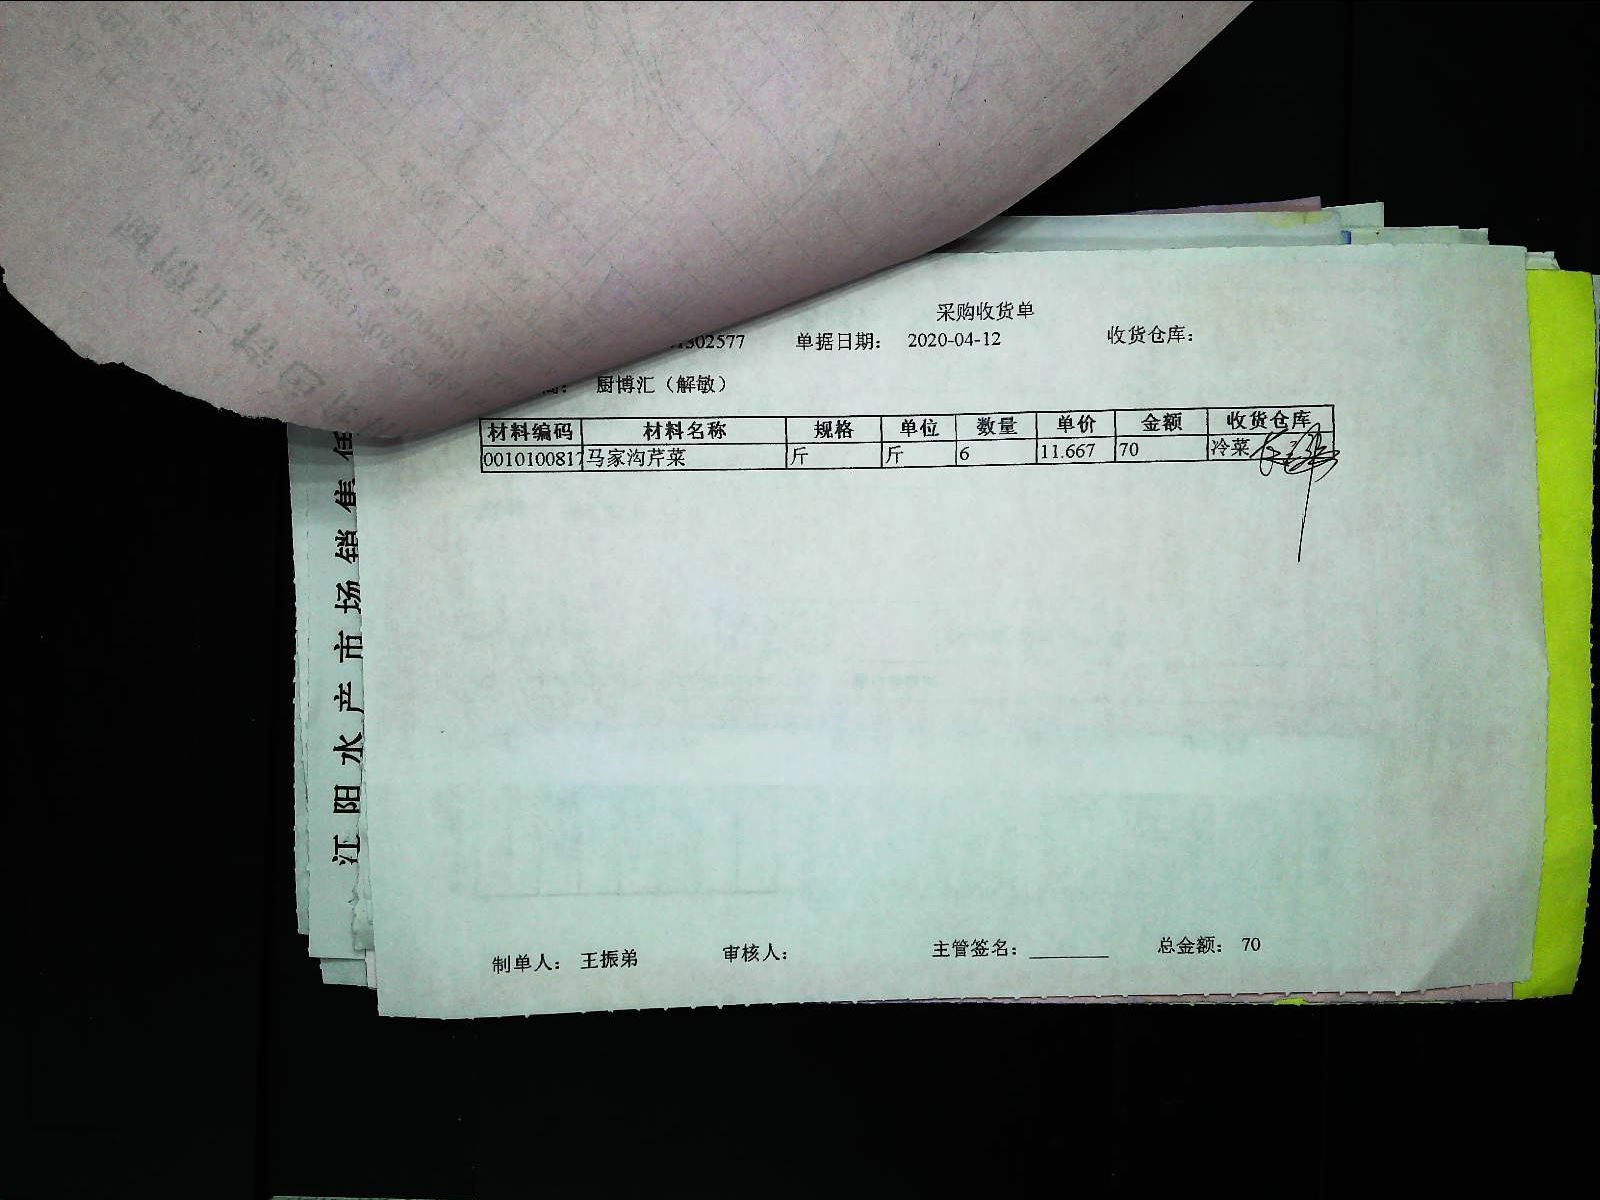 采购收货单
1302577 单据日期: 2020-04-12 收货仓库:
厨博汇（解敏）
材料编码 材料名称 规格 单位 数量 单价 金额 收货仓库
0010100817 马家沟芹菜 斤 斤 6 11.667 70 冷菜
制单人: 王振弟 审核人: 主管签名: 总金额: 70
江阳水产市场销售